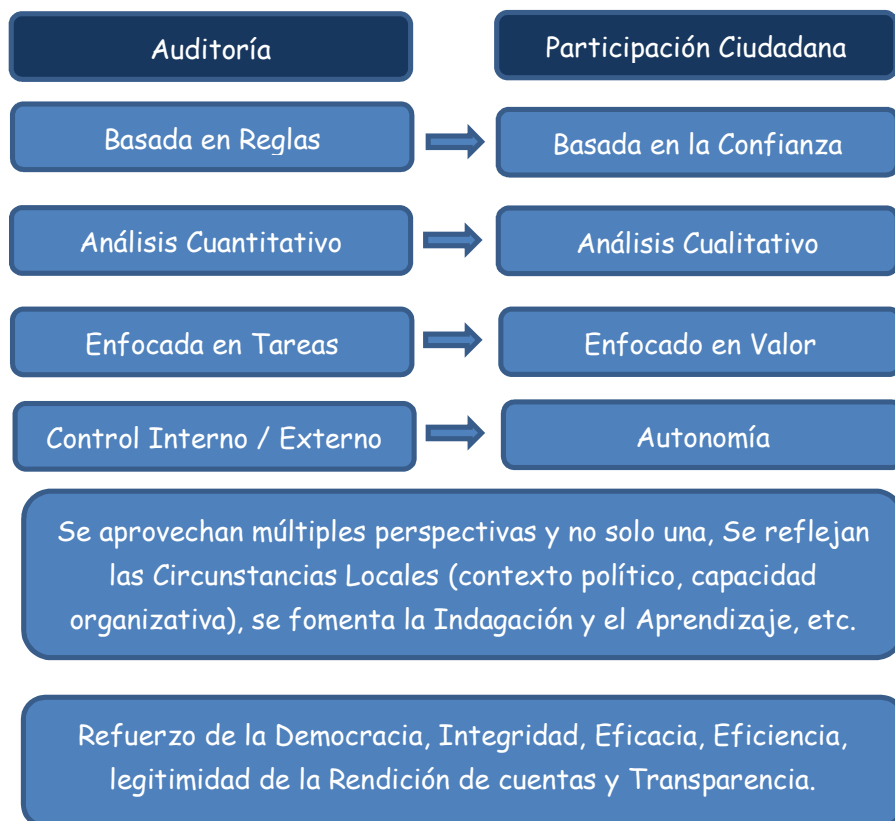 Auditoría
Participación Ciudadana
Basada en Reglas
Basada en la Confianza
Análisis Cuantitativo
Análisis Cualitativo
Enfocada en Tareas
Enfocado en Valor
Control Interno / Externo
Autonomía
Se aprovechan múltiples perspectivas y no solo una, Se reflejan
las Circunstancias Locales (contexto político, capacidad
organizativa), se fomenta la Indagación y el Aprendizaje, etc.
Refuerzo de la Democracia, Integridad, Eficacia, Eficiencia,
legitimidad de la Rendición de cuentas y Transparencia.